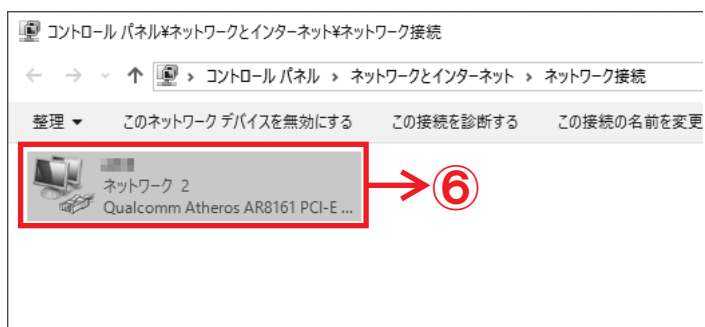 コントロール パネル¥ネットワークとインターネット¥ネットワーク接続
コントロール パネル › ネットワークとインターネット › ネットワーク接続
整理 ▼ このネットワーク デバイスを無効にする この接続を診断する この接続の名前を変更
ネットワーク 2
Qualcomm Atheros AR8161 PCI-E ...
⑥